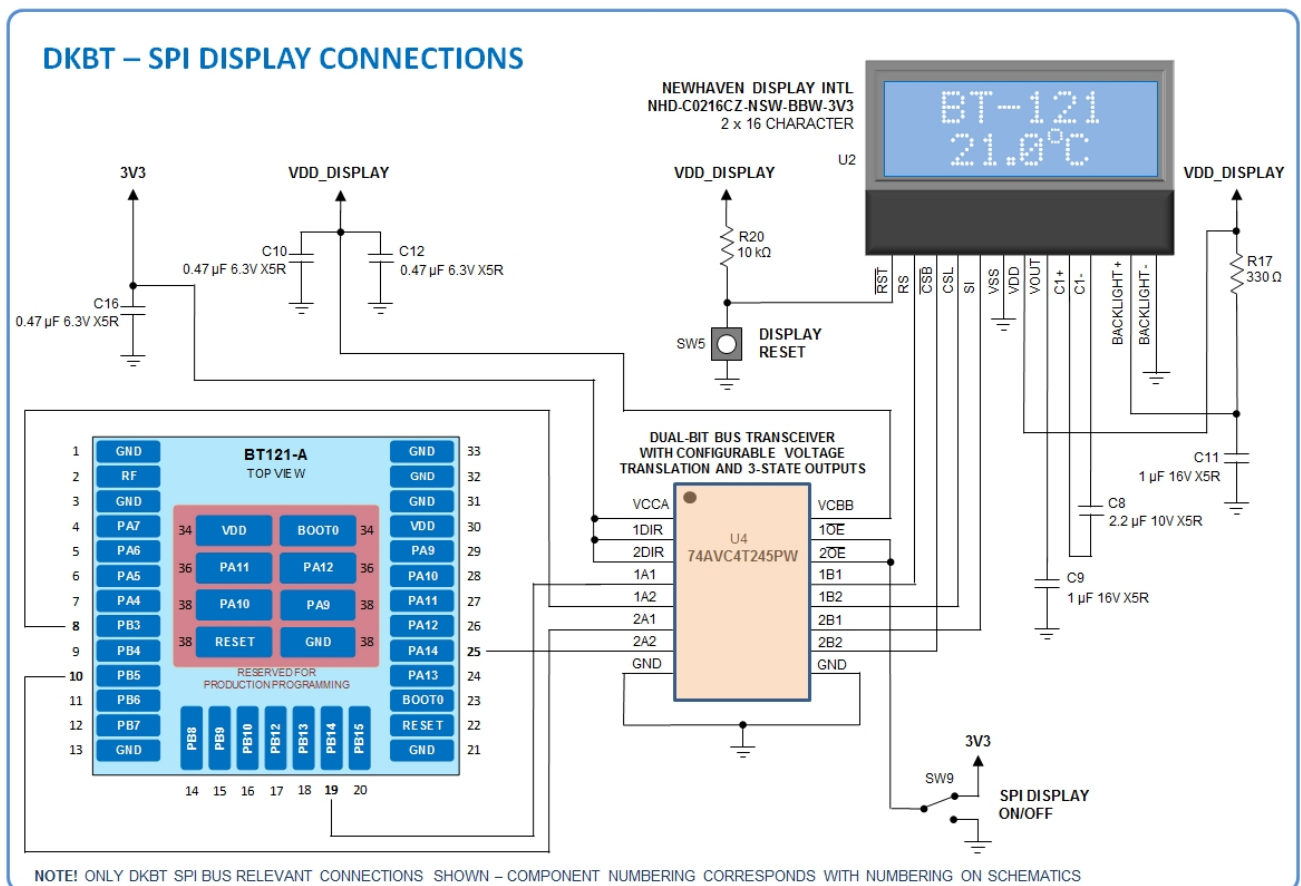 DKBT – SPI DISPLAY CONNECTIONS
NEWHAVEN DISPLAY INTL
NHD-C0216CZ-NSW-BBW-3V3
2 x 16 CHARACTER
U2
BT-121
21.0°C
3V3
VDD_DISPLAY
VDD_DISPLAY
VDD_DISPLAY
C10
0.47 µF 6.3V X5R
C12
0.47 µF 6.3V X5R
C16
0.47 µF 6.3V X5R
R20
10 kΩ
R17
330 Ω
RST
RS
CSB
CSL
SI
VSS
VDD
VOUT
C1+
C1-
BACKLIGHT +
BACKLIGHT -
SW5
DISPLAY
RESET
C11
1 µF 16V X5R
C8
2.2 µF 10V X5R
C9
1 µF 16V X5R
BT121-A
TOP VIEW
1 GND
2 RF
3 GND
4 PA7
5 PA6
6 PA5
7 PA4
8 PB3
9 PB4
10 PB5
11 PB6
12 PB7
13 GND
34 VDD BOOT0 34
36 PA11 PA12 36
38 PA10 PA9 38
38 RESET GND 38
RESERVED FOR
PRODUCTION PROGRAMMING
GND 33
GND 32
GND 31
VDD 30
PA9 29
PA10 28
PA11 27
PA12 26
PA14 25
PA13 24
BOOT0 23
RESET 22
GND 21
PB8 PB9 PB10 PB12 PB13 PB14 PB15
14 15 16 17 18 19 20
DUAL-BIT BUS TRANSCEIVER
WITH CONFIGURABLE VOLTAGE
TRANSLATION AND 3-STATE OUTPUTS
VCCA
1DIR
2DIR
1A1
1A2
2A1
2A2
GND
U4
74AVC4T245PW
VCBB
1OE
2OE
1B1
1B2
2B1
2B2
GND
3V3
SW9
SPI DISPLAY
ON/OFF
NOTE! ONLY DKBT SPI BUS RELEVANT CONNECTIONS SHOWN – COMPONENT NUMBERING CORRESPONDS WITH NUMBERING ON SCHEMATICS